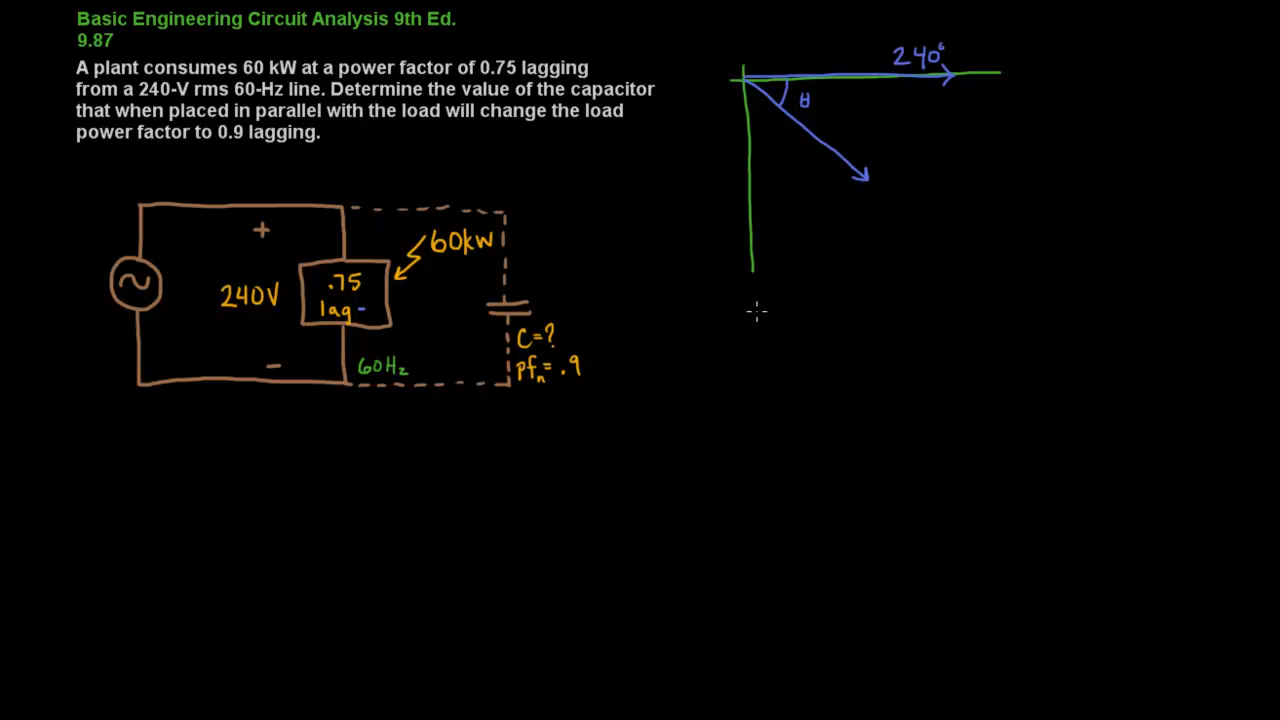 Basic Engineering Circuit Analysis 9th Ed.
9.87
A plant consumes 60 kW at a power factor of 0.75 lagging
from a 240-V rms 60-Hz line. Determine the value of the capacitor
that when placed in parallel with the load will change the load
power factor to 0.9 lagging.
240°
θ
+
60kW
.75
240V
lag -
C=?
-
60Hz
pfn= .9